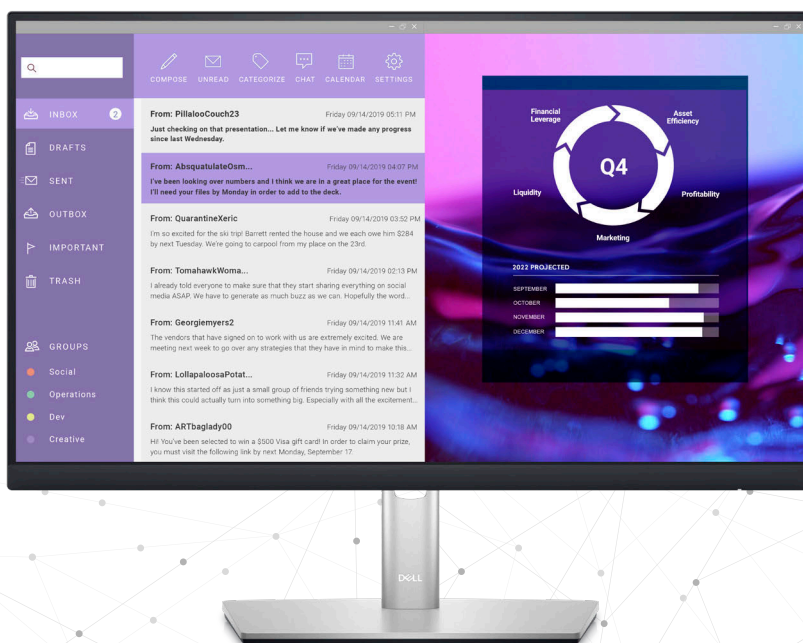 COMPOSE UNREAD CATEGORIZE CHAT CALENDAR SETTINGS
INBOX 2
DRAFTS
SENT
OUTBOX
IMPORTANT
TRASH
GROUPS
Social
Operations
Dev
Creative
From: PillalooCouch23 Friday 09/14/2019 05:11 PM
Just checking on that presentation... Let me know if we've made any progress
since last Wednesday.
From: AbsquatulateOsm... Friday 09/14/2019 04:07 PM
I've been looking over numbers and I think we are in a great place for the event!
I'll need your files by Monday in order to add to the deck.
From: QuarantineXeric Friday 09/14/2019 03:52 PM
I'm so excited for the ski trip! Barrett rented the house and we each owe him $284
by next Tuesday. We're going to carpool from my place on the 23rd.
From: TomahawkWoma... Friday 09/14/2019 02:13 PM
I already told everyone to make sure that they start sharing everything on social
media ASAP. We have to generate as much buzz as we can. Hopefully the word...
From: Georgiemyers2 Friday 09/14/2019 11:41 AM
The vendors that have signed on to work with us are extremely excited. We are
meeting next week to go over any strategies that they have in mind to make this...
From: LollapaloosaPotat... Friday 09/14/2019 11:32 AM
I know this started off as just a small group of friends trying something new but I
think this could actually turn into something big. Especially with all the excitement...
From: ARTbaglady00 Friday 09/14/2019 10:18 AM
Hi! You've been selected to win a $500 Visa gift card! In order to claim your prize,
you must visit the following link by next Monday, September 17.
Financial
Leverage
Asset
Efficiency
Q4
Liquidity
Profitability
Marketing
2022 PROJECTED
SEPTEMBER
OCTOBER
NOVEMBER
DECEMBER
DELL